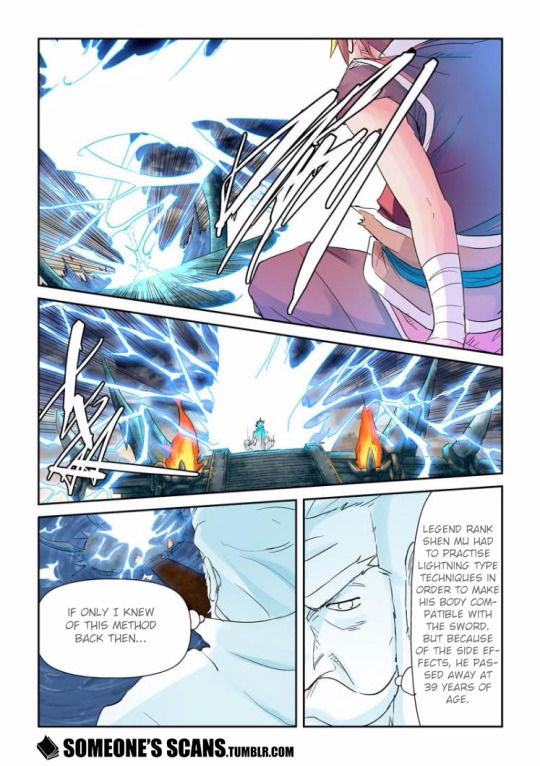 IF ONLY I KNEW
OF THIS METHOD
BACK THEN...
LEGEND RANK
SHEN MU HAD
TO PRACTISE
LIGHTNING TYPE
TECHNIQUES IN
ORDER TO MAKE
HIS BODY COM-
PATIBLE WITH
THE SWORD.
BUT BECAUSE
OF THE SIDE EF-
FECTS, HE PAS-
SED AWAY AT
39 YEARS OF
AGE.
SOMEONE'S SCANS.TUMBLR.COM